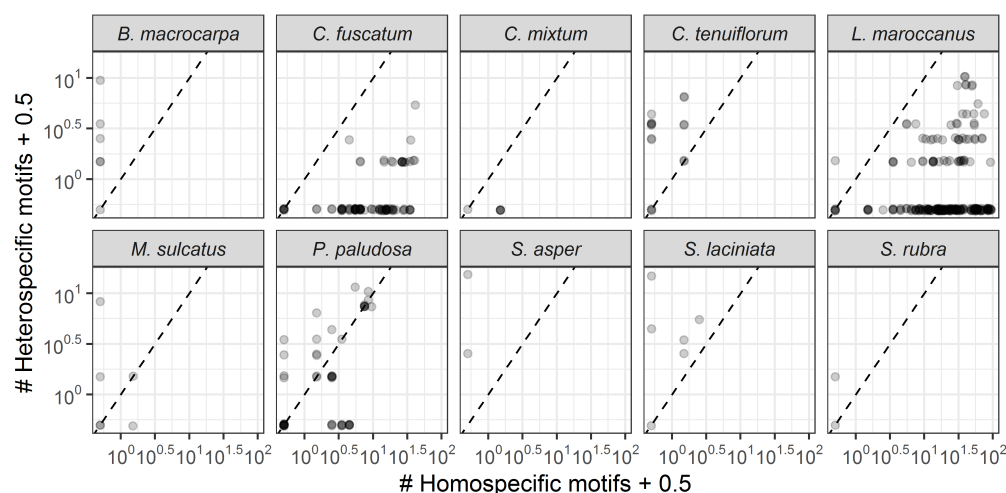 B. macrocarpa C. fuscatum C. mixtum C. tenuiflorum L. maroccanus
10^1
10^0.5
10^0
M. sulcatus P. paludosa S. asper S. laciniata S. rubra
10^1
10^0.5
10^0
10^0 10^0.5 10^1 10^1.5 10^2 10^0 10^0.5 10^1 10^1.5 10^2 10^0 10^0.5 10^1 10^1.5 10^2 10^0 10^0.5 10^1 10^1.5 10^2 10^0 10^0.5 10^1 10^1.5 10^2
# Homospecific motifs + 0.5
# Heterospecific motifs + 0.5